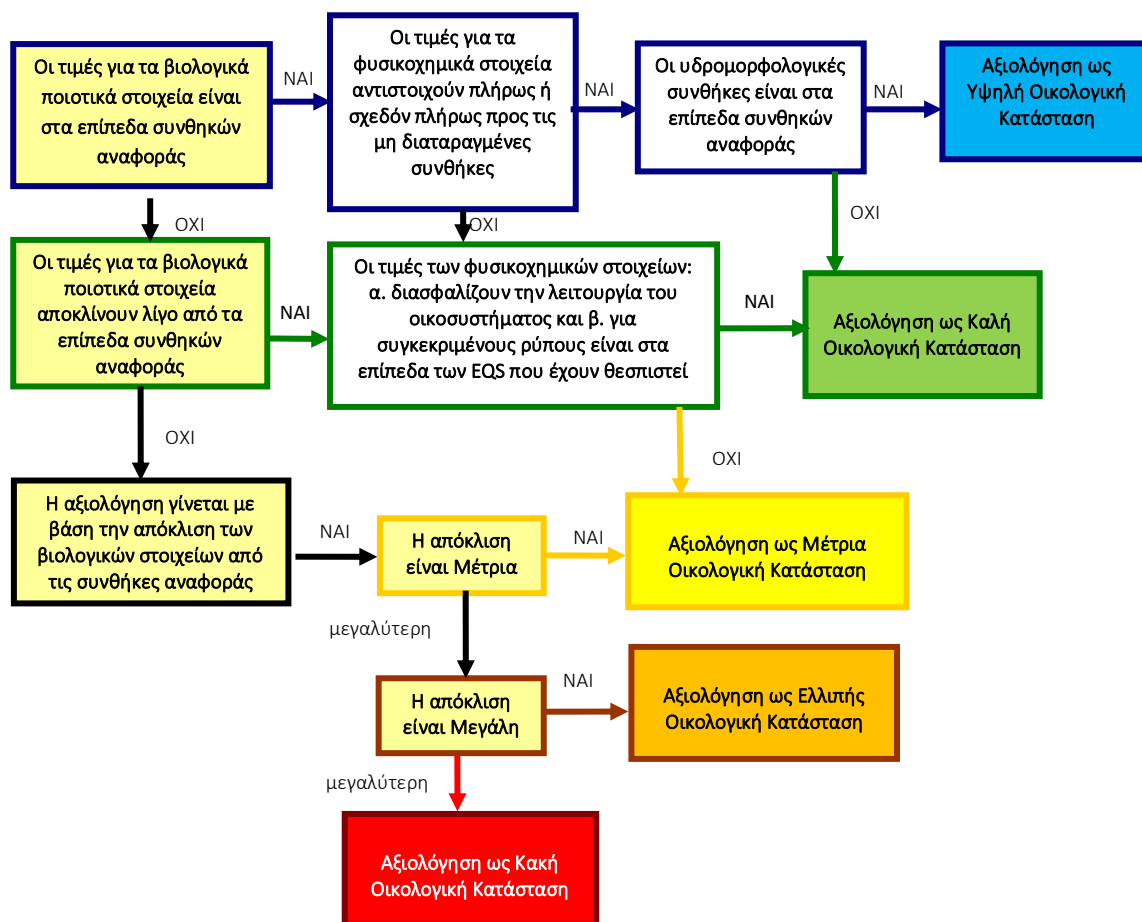 Οι τιμές για τα βιολογικά
ποιοτικά στοιχεία είναι
στα επίπεδα συνθηκών
αναφοράς
ΝΑΙ
Οι τιμές για τα
φυσικοχημικά στοιχεία
αντιστοιχούν πλήρως ή
σχεδόν πλήρως προς τις
μη διαταραγμένες
συνθήκες
ΝΑΙ
Οι υδρομορφολογικές
συνθήκες είναι στα
επίπεδα συνθηκών
αναφοράς
ΝΑΙ
Αξιολόγηση ως
Υψηλή Οικολογική
Κατάσταση
ΟΧΙ
ΟΧΙ
ΟΧΙ
Οι τιμές για τα βιολογικά
ποιοτικά στοιχεία
αποκλίνουν λίγο από τα
επίπεδα συνθηκών
αναφοράς
ΝΑΙ
Οι τιμές των φυσικοχημικών στοιχείων:
α. διασφαλίζουν την λειτουργία του
οικοσυστήματος και β. για
συγκεκριμένους ρύπους είναι στα
επίπεδα των EQS που έχουν θεσπιστεί
ΝΑΙ
Αξιολόγηση ως Καλή
Οικολογική Κατάσταση
ΟΧΙ
ΟΧΙ
Η αξιολόγηση γίνεται με
βάση την απόκλιση των
βιολογικών στοιχείων από
τις συνθήκες αναφοράς
ΝΑΙ
Η απόκλιση
είναι Μέτρια
ΝΑΙ
Αξιολόγηση ως Μέτρια
Οικολογική Κατάσταση
μεγαλύτερη
Η απόκλιση
είναι Μεγάλη
ΝΑΙ
Αξιολόγηση ως Ελλιπής
Οικολογική Κατάσταση
μεγαλύτερη
Αξιολόγηση ως Κακή
Οικολογική Κατάσταση